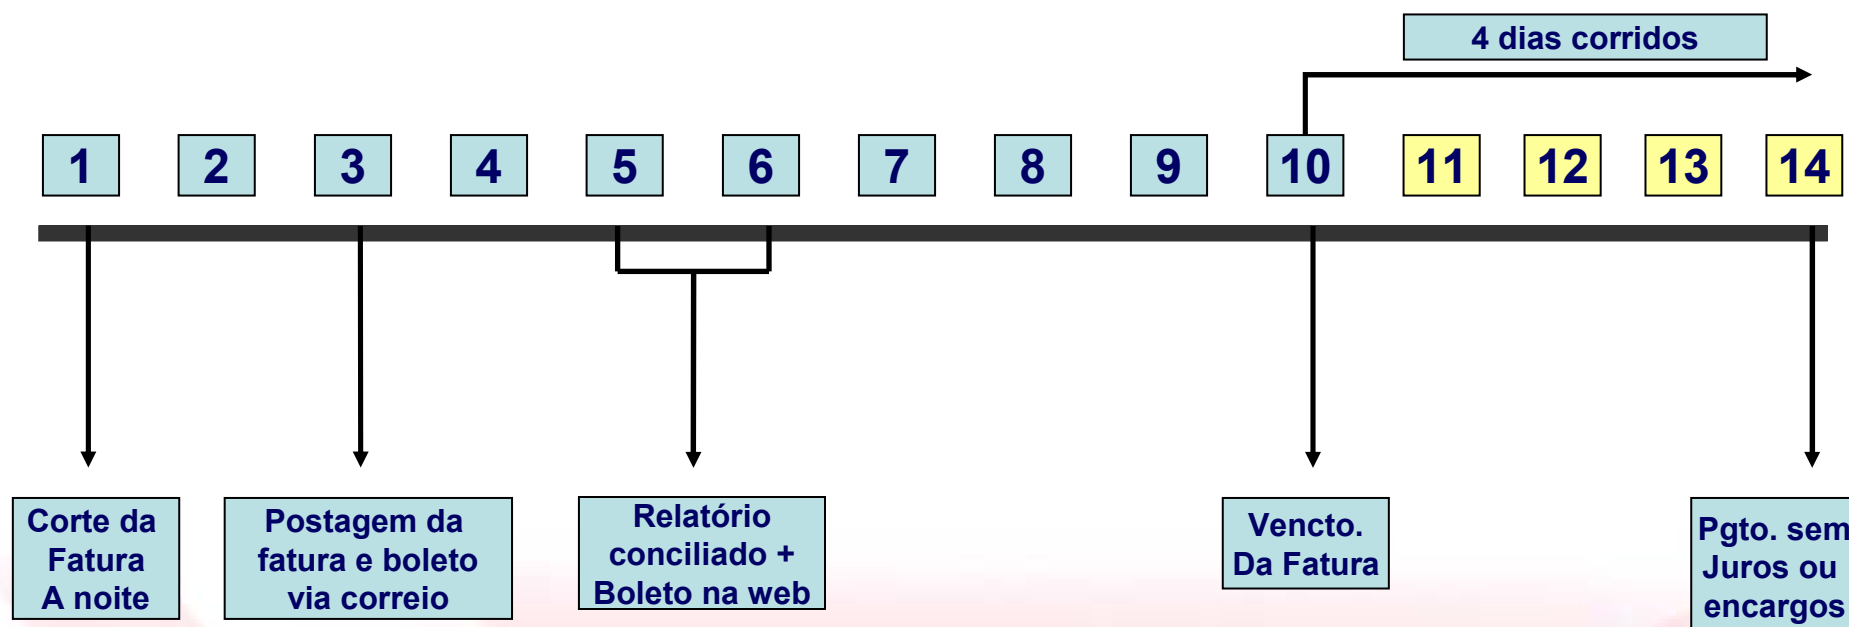 4 dias corridos
1 2 3 4 5 6 7 8 9 10 11 12 13 14
Corte da
Fatura
A noite
Postagem da
fatura e boleto
via correio
Relatório
conciliado +
Boleto na web
Vencto.
Da Fatura
Pgto. sem
Juros ou
encargos